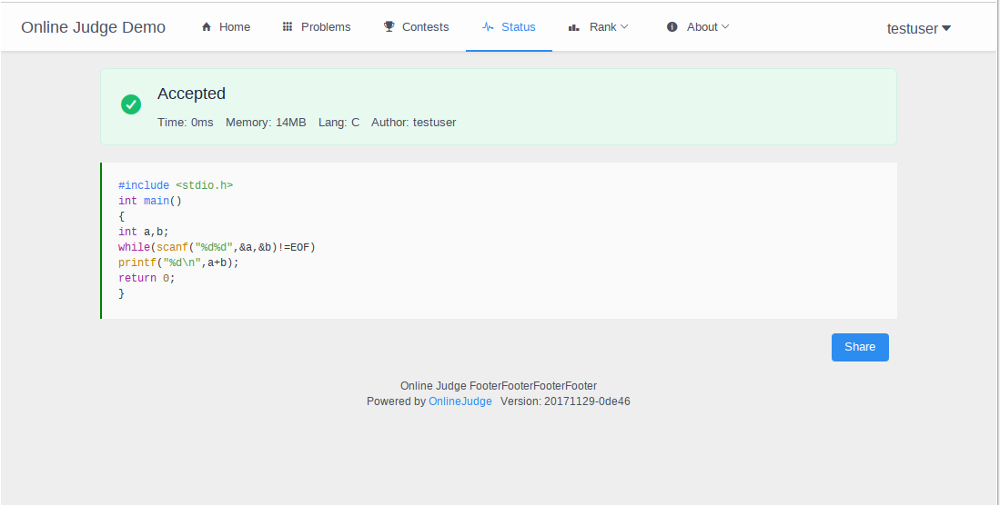 Online Judge Demo Home Problems Contests Status Rank About testuser
Accepted
Time: 0ms Memory: 14MB Lang: C Author: testuser
#include <stdio.h>
int main()
{
int a,b;
while(scanf("%d%d",&a,&b)!=EOF)
printf("%d\n",a+b);
return 0;
}
Share
Online Judge FooterFooterFooterFooter
Powered by OnlineJudge Version: 20171129-0de46